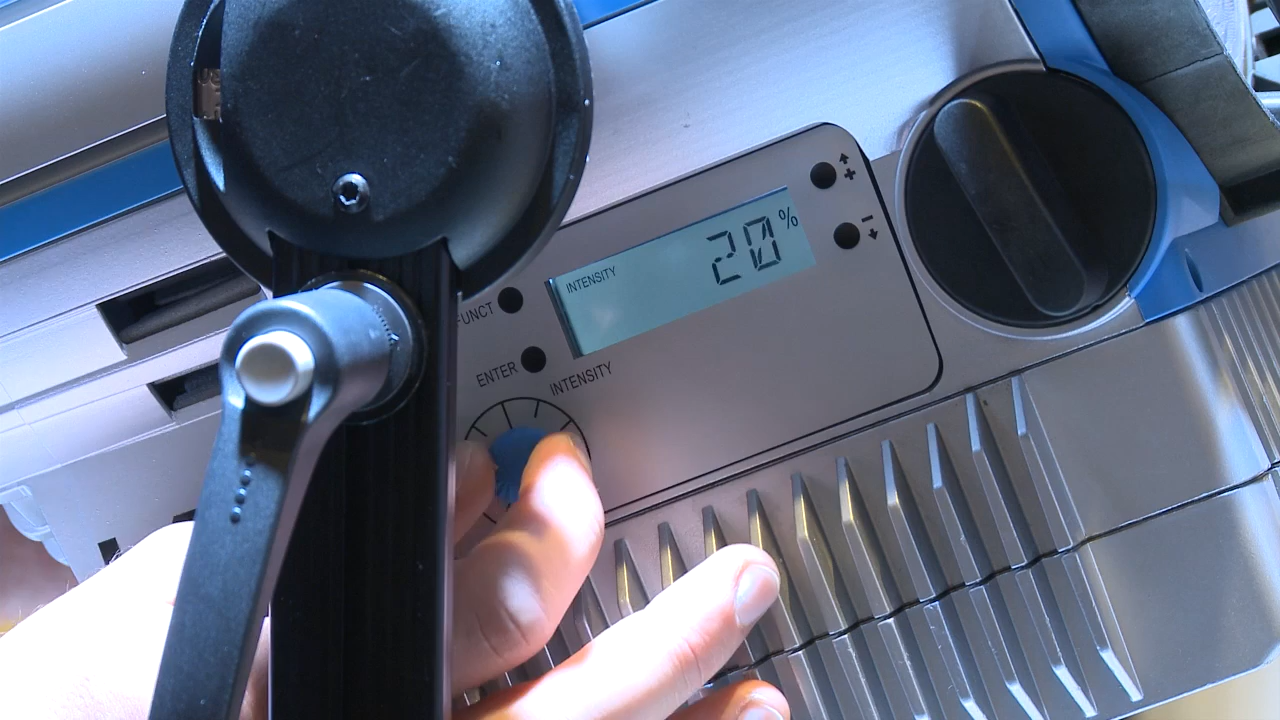 INTENSITY 20 %
+
−
FUNCT
ENTER
INTENSITY